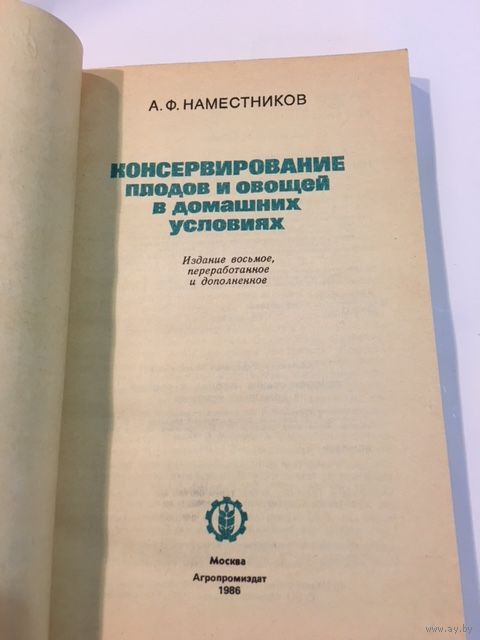 А. Ф. НАМЕСТНИКОВ
КОНСЕРВИРОВАНИЕ
ПЛОДОВ И ОВОЩЕЙ
В ДОМАШНИХ
УСЛОВИЯХ
Издание восьмое,
переработанное
и дополненное
Москва
Агропромиздат
1986
www.ay.by